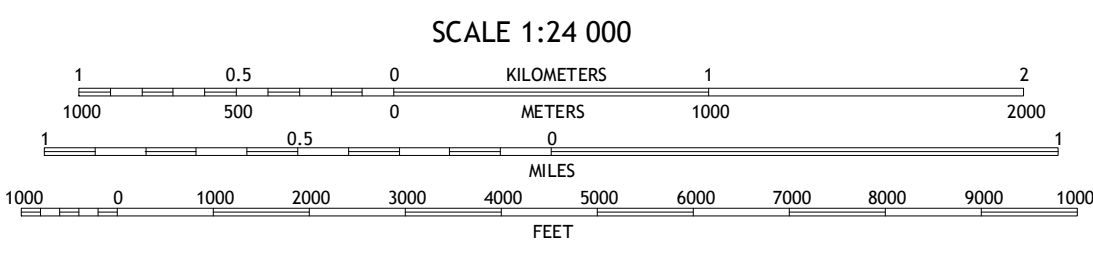 SCALE 1:24 000
1 0.5 0 KILOMETERS 1 2
1000 500 0 METERS 1000 2000
1 0.5 0 1
MILES
1000 0 1000 2000 3000 4000 5000 6000 7000 8000 9000 1000
FEET